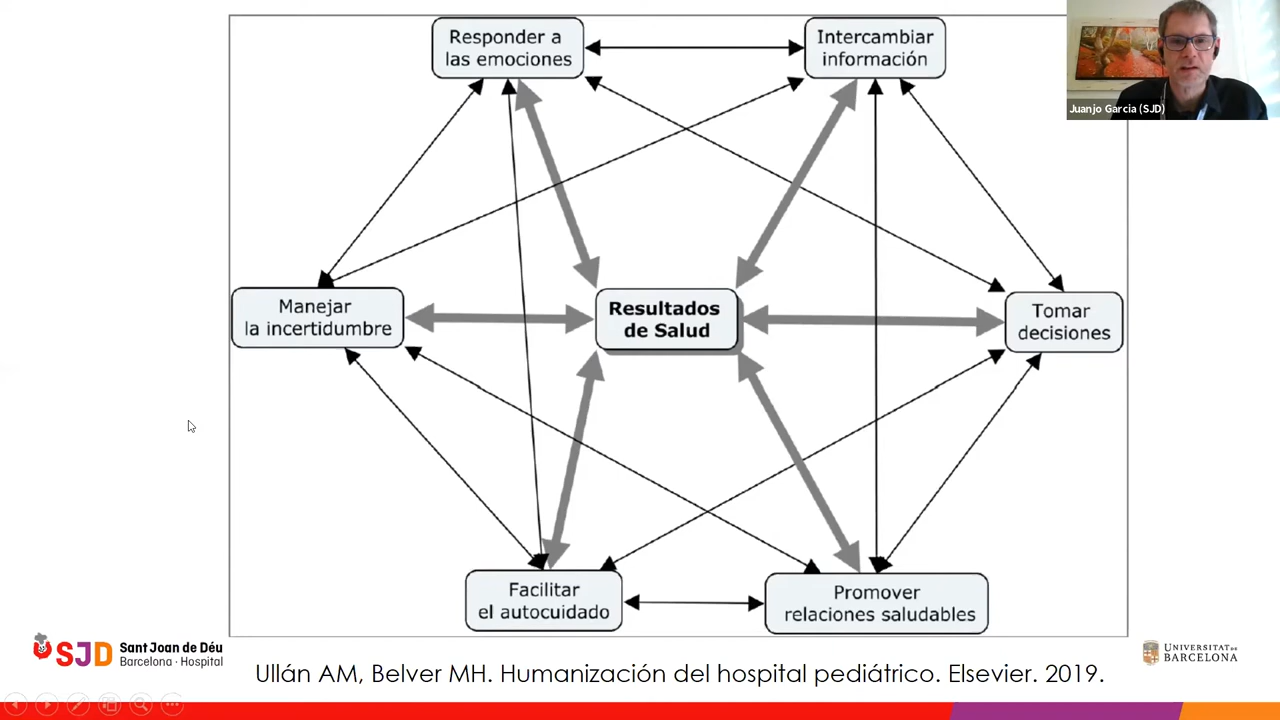 Responder a
las emociones
Intercambiar
información
Juanjo Garcia (SJD)
Manejar
la incertidumbre
Resultados
de Salud
Tomar
decisiones
Facilitar
el autocuidado
Promover
relaciones saludables
SJD
Sant Joan de Déu
Barcelona · Hospital
UNIVERSITAT DE
BARCELONA
Ullán AM, Belver MH. Humanización del hospital pediátrico. Elsevier. 2019.